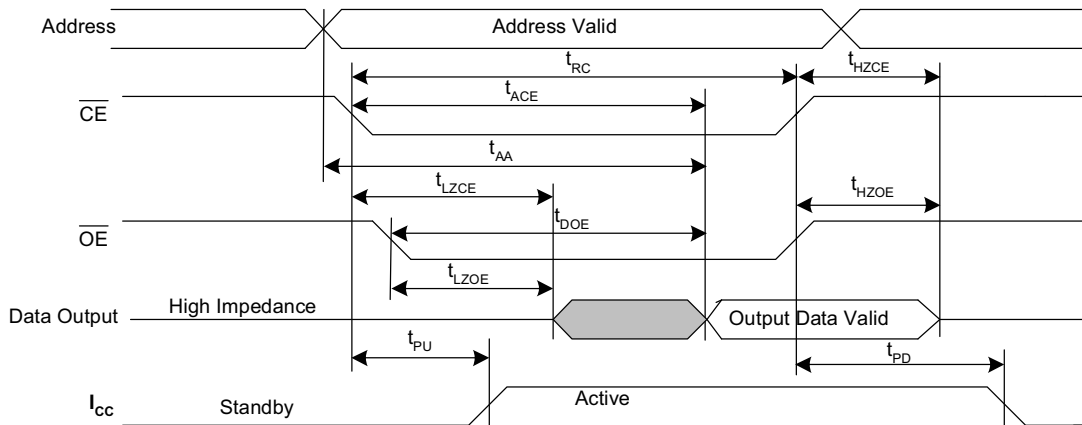 Address
Address Valid
tRC
tHZCE
tACE
CE
tAA
tLZCE
tHZOE
tDOE
OE
tLZOE
Data Output
High Impedance
Output Data Valid
tPU
tPD
ICC
Standby
Active